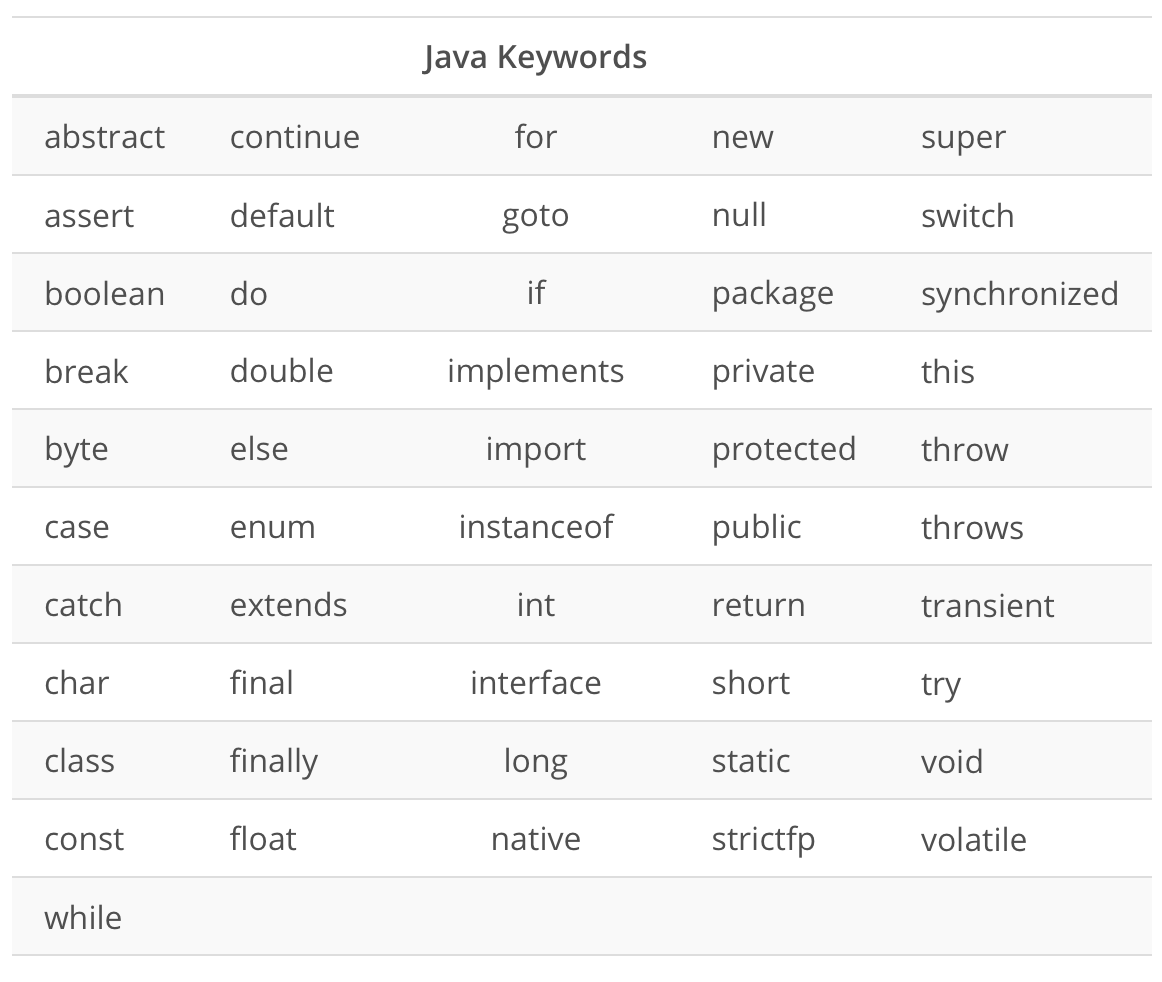 Java Keywords
abstract continue for new super
assert default goto null switch
boolean do if package synchronized
break double implements private this
byte else import protected throw
case enum instanceof public throws
catch extends int return transient
char final interface short try
class finally long static void
const float native strictfp volatile
while